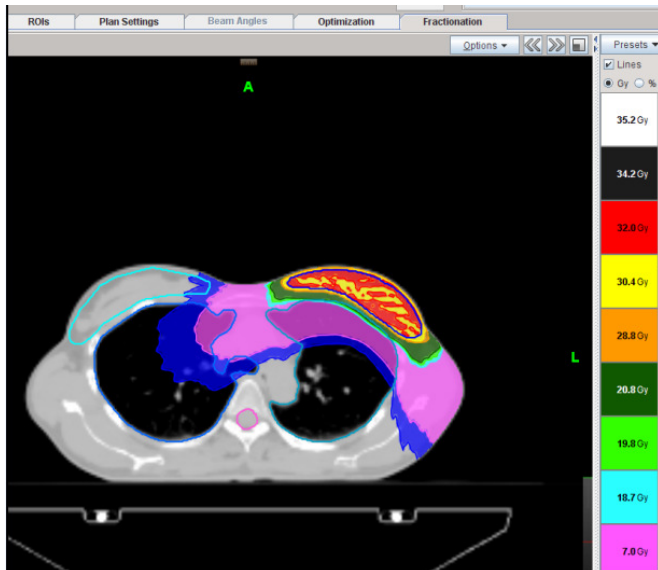 ROIs Plan Settings Beam Angles Optimization Fractionation
Options Presets
Lines
Gy %
A
L
35.2 Gy
34.2 Gy
32.0 Gy
30.4 Gy
28.8 Gy
20.8 Gy
19.8 Gy
18.7 Gy
7.0 Gy